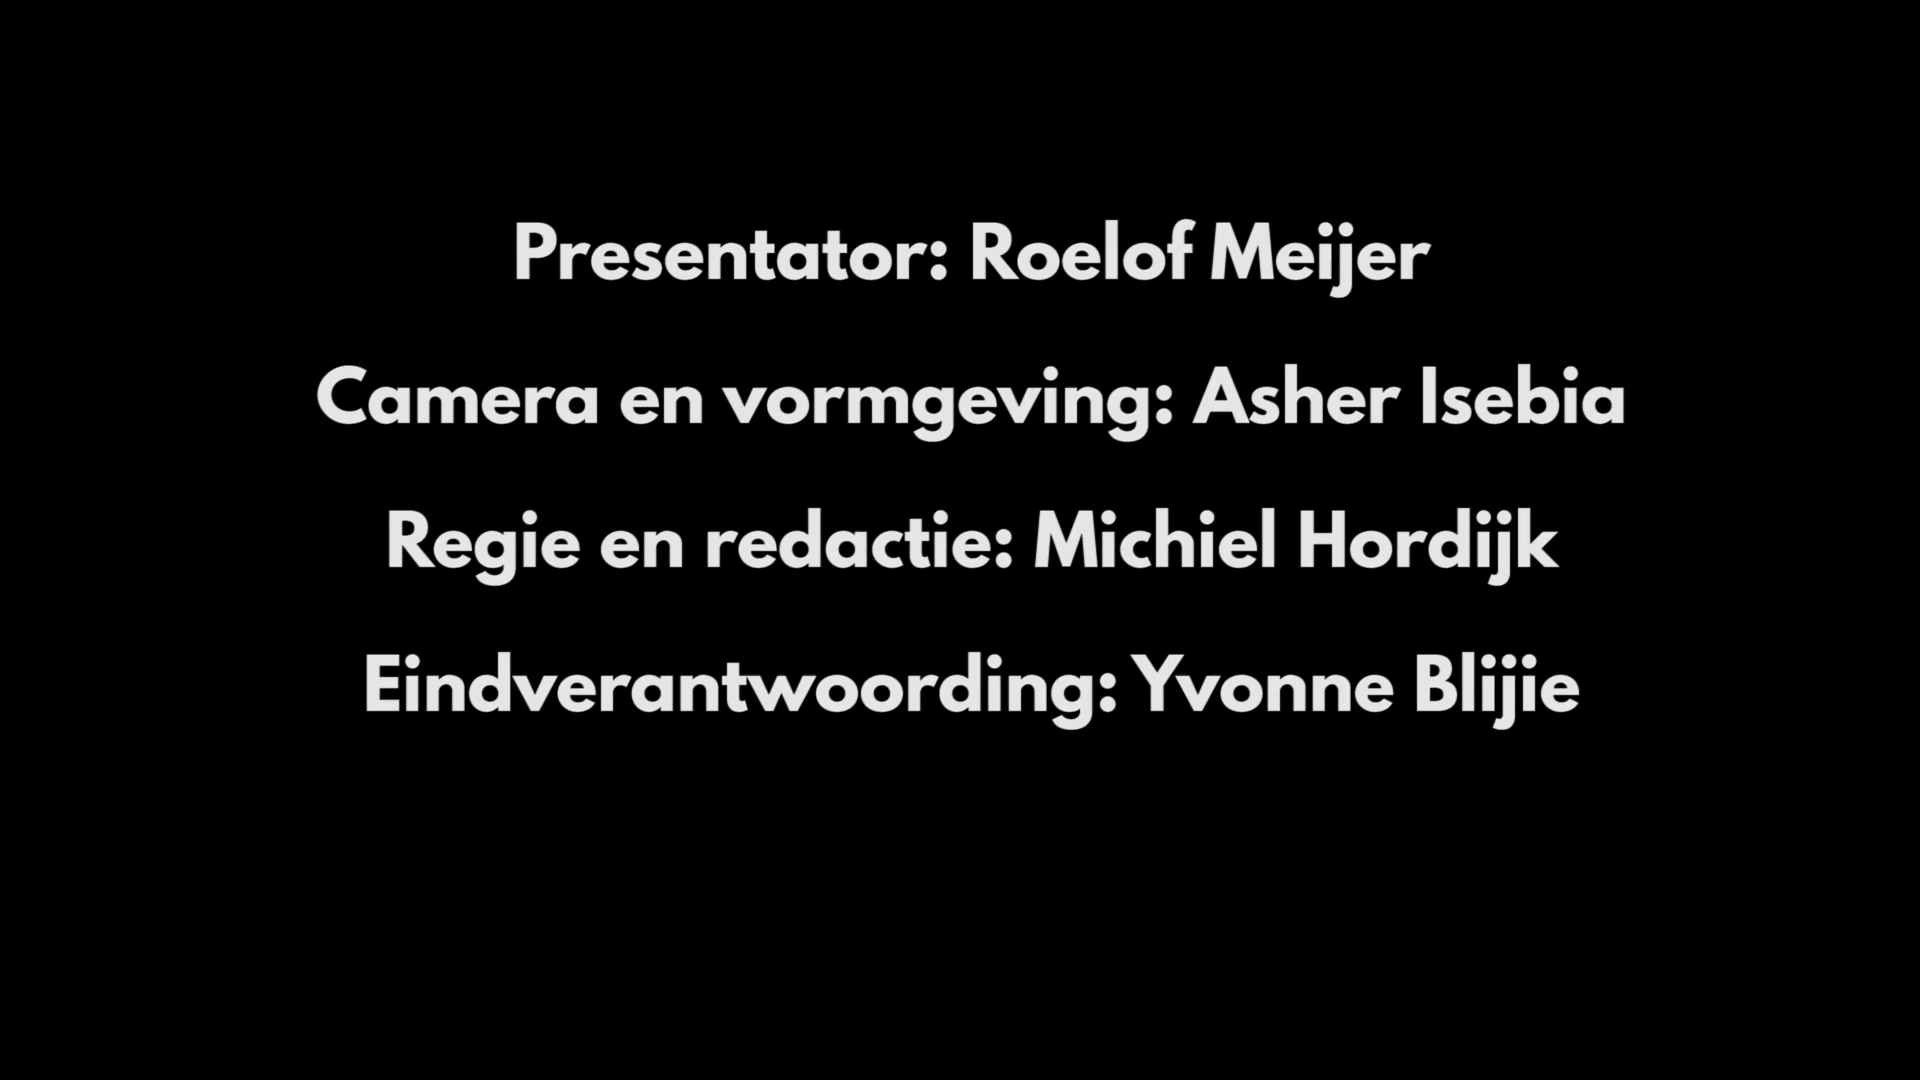 Presentator: Roelof Meijer
Camera en vormgeving: Asher Isebia
Regie en redactie: Michiel Hordijk
Eindverantwoording: Yvonne Blijie